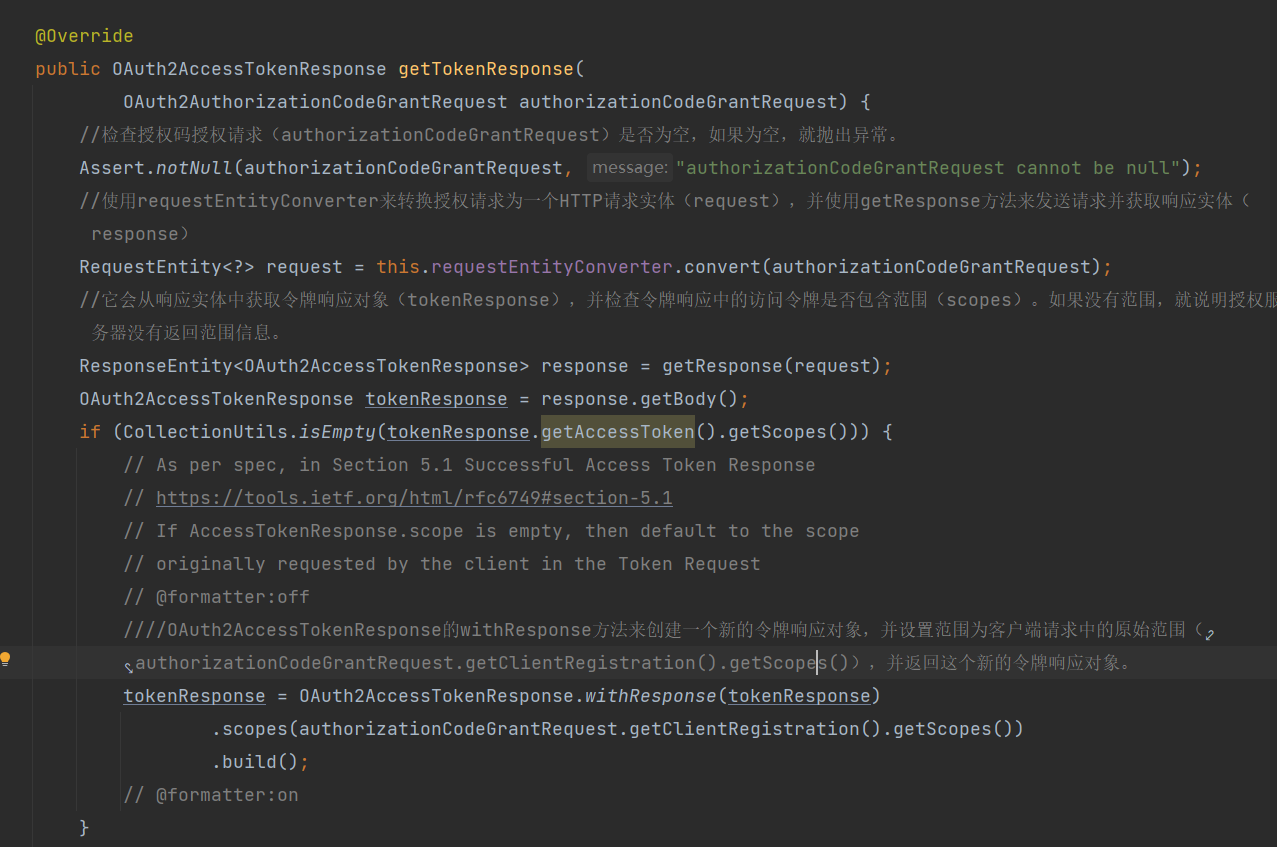 @Override
public OAuth2AccessTokenResponse getTokenResponse(
OAuth2AuthorizationCodeGrantRequest authorizationCodeGrantRequest) {
//检查授权码授权请求（authorizationCodeGrantRequest）是否为空，如果为空，就抛出异常。
Assert.notNull(authorizationCodeGrantRequest, message: "authorizationCodeGrantRequest cannot be null");
//使用requestEntityConverter来转换授权请求为一个HTTP请求实体（request），并使用getResponse方法来发送请求并获取响应实体（
response）
RequestEntity<?> request = this.requestEntityConverter.convert(authorizationCodeGrantRequest);
//它会从响应实体中获取令牌响应对象（tokenResponse），并检查令牌响应中的访问令牌是否包含范围（scopes）。如果没有范围，就说明授权服
务器没有返回范围信息。
ResponseEntity<OAuth2AccessTokenResponse> response = getResponse(request);
OAuth2AccessTokenResponse tokenResponse = response.getBody();
if (CollectionUtils.isEmpty(tokenResponse.getAccessToken().getScopes())) {
// As per spec, in Section 5.1 Successful Access Token Response
// https://tools.ietf.org/html/rfc6749#section-5.1
// If AccessTokenResponse.scope is empty, then default to the scope
// originally requested by the client in the Token Request
// @formatter:off
////OAuth2AccessTokenResponse的withResponse方法来创建一个新的令牌响应对象，并设置范围为客户端请求中的原始范围（
authorizationCodeGrantRequest.getClientRegistration().getScopes()），并返回这个新的令牌响应对象。
tokenResponse = OAuth2AccessTokenResponse.withResponse(tokenResponse)
.scopes(authorizationCodeGrantRequest.getClientRegistration().getScopes())
.build();
// @formatter:on
}